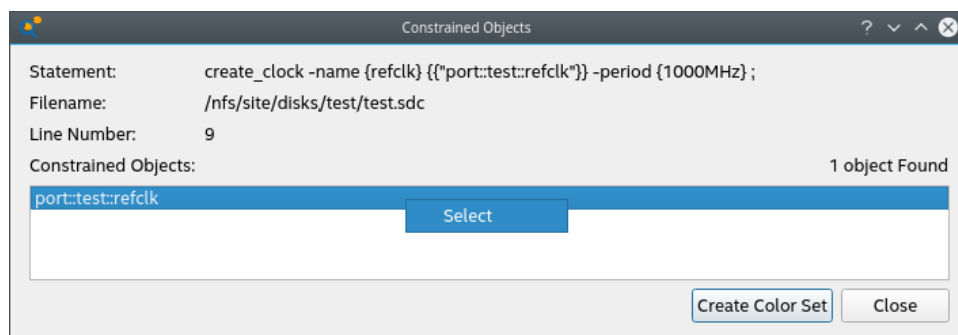 Constrained Objects
Statement: create_clock -name {refclk} {{"port::test::refclk"}} -period {1000MHz} ;
Filename: /nfs/site/disks/test/test.sdc
Line Number: 9
Constrained Objects: 1 object Found
port::test::refclk
Select
Create Color Set Close